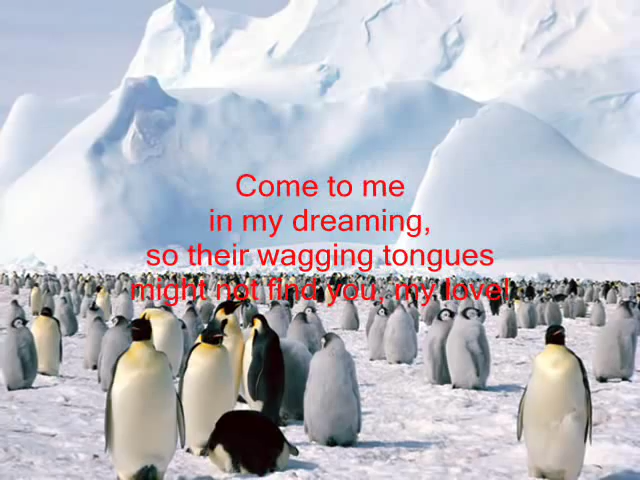 Come to me
in my dreaming,
so their wagging tongues
might not find you, my love!